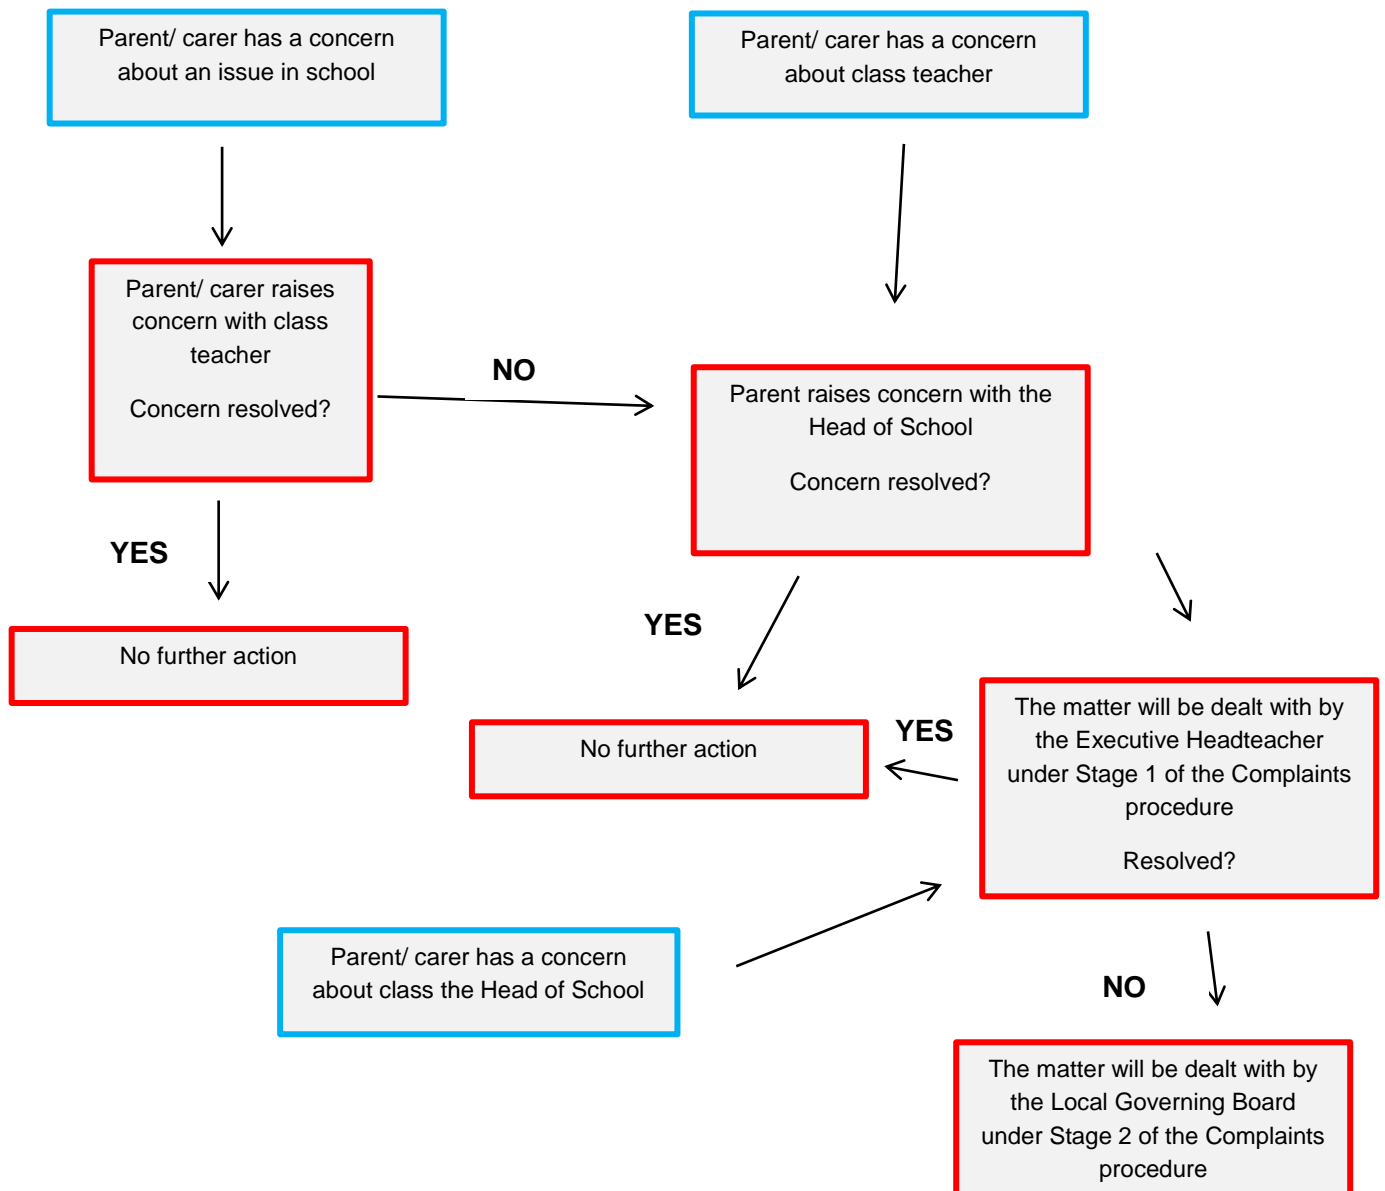 Parent/ carer has a concern
about an issue in school
Parent/ carer has a concern
about class teacher
Parent/ carer raises
concern with class
teacher
Concern resolved?
NO
Parent raises concern with the
Head of School
Concern resolved?
YES
No further action
YES
No further action
YES
The matter will be dealt with by
the Executive Headteacher
under Stage 1 of the Complaints
procedure
Resolved?
Parent/ carer has a concern
about class the Head of School
NO
The matter will be dealt with by
the Local Governing Board
under Stage 2 of the Complaints
procedure